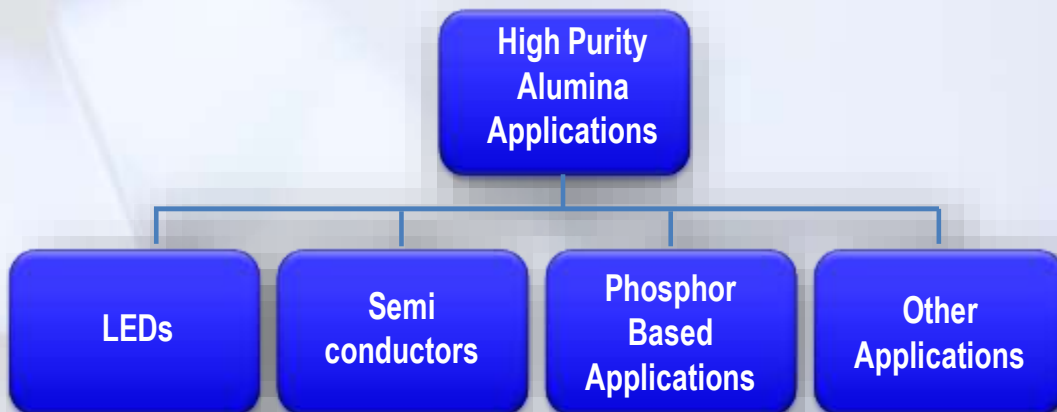 High Purity
Alumina
Applications
LEDs
Semi
conductors
Phosphor
Based
Applications
Other
Applications